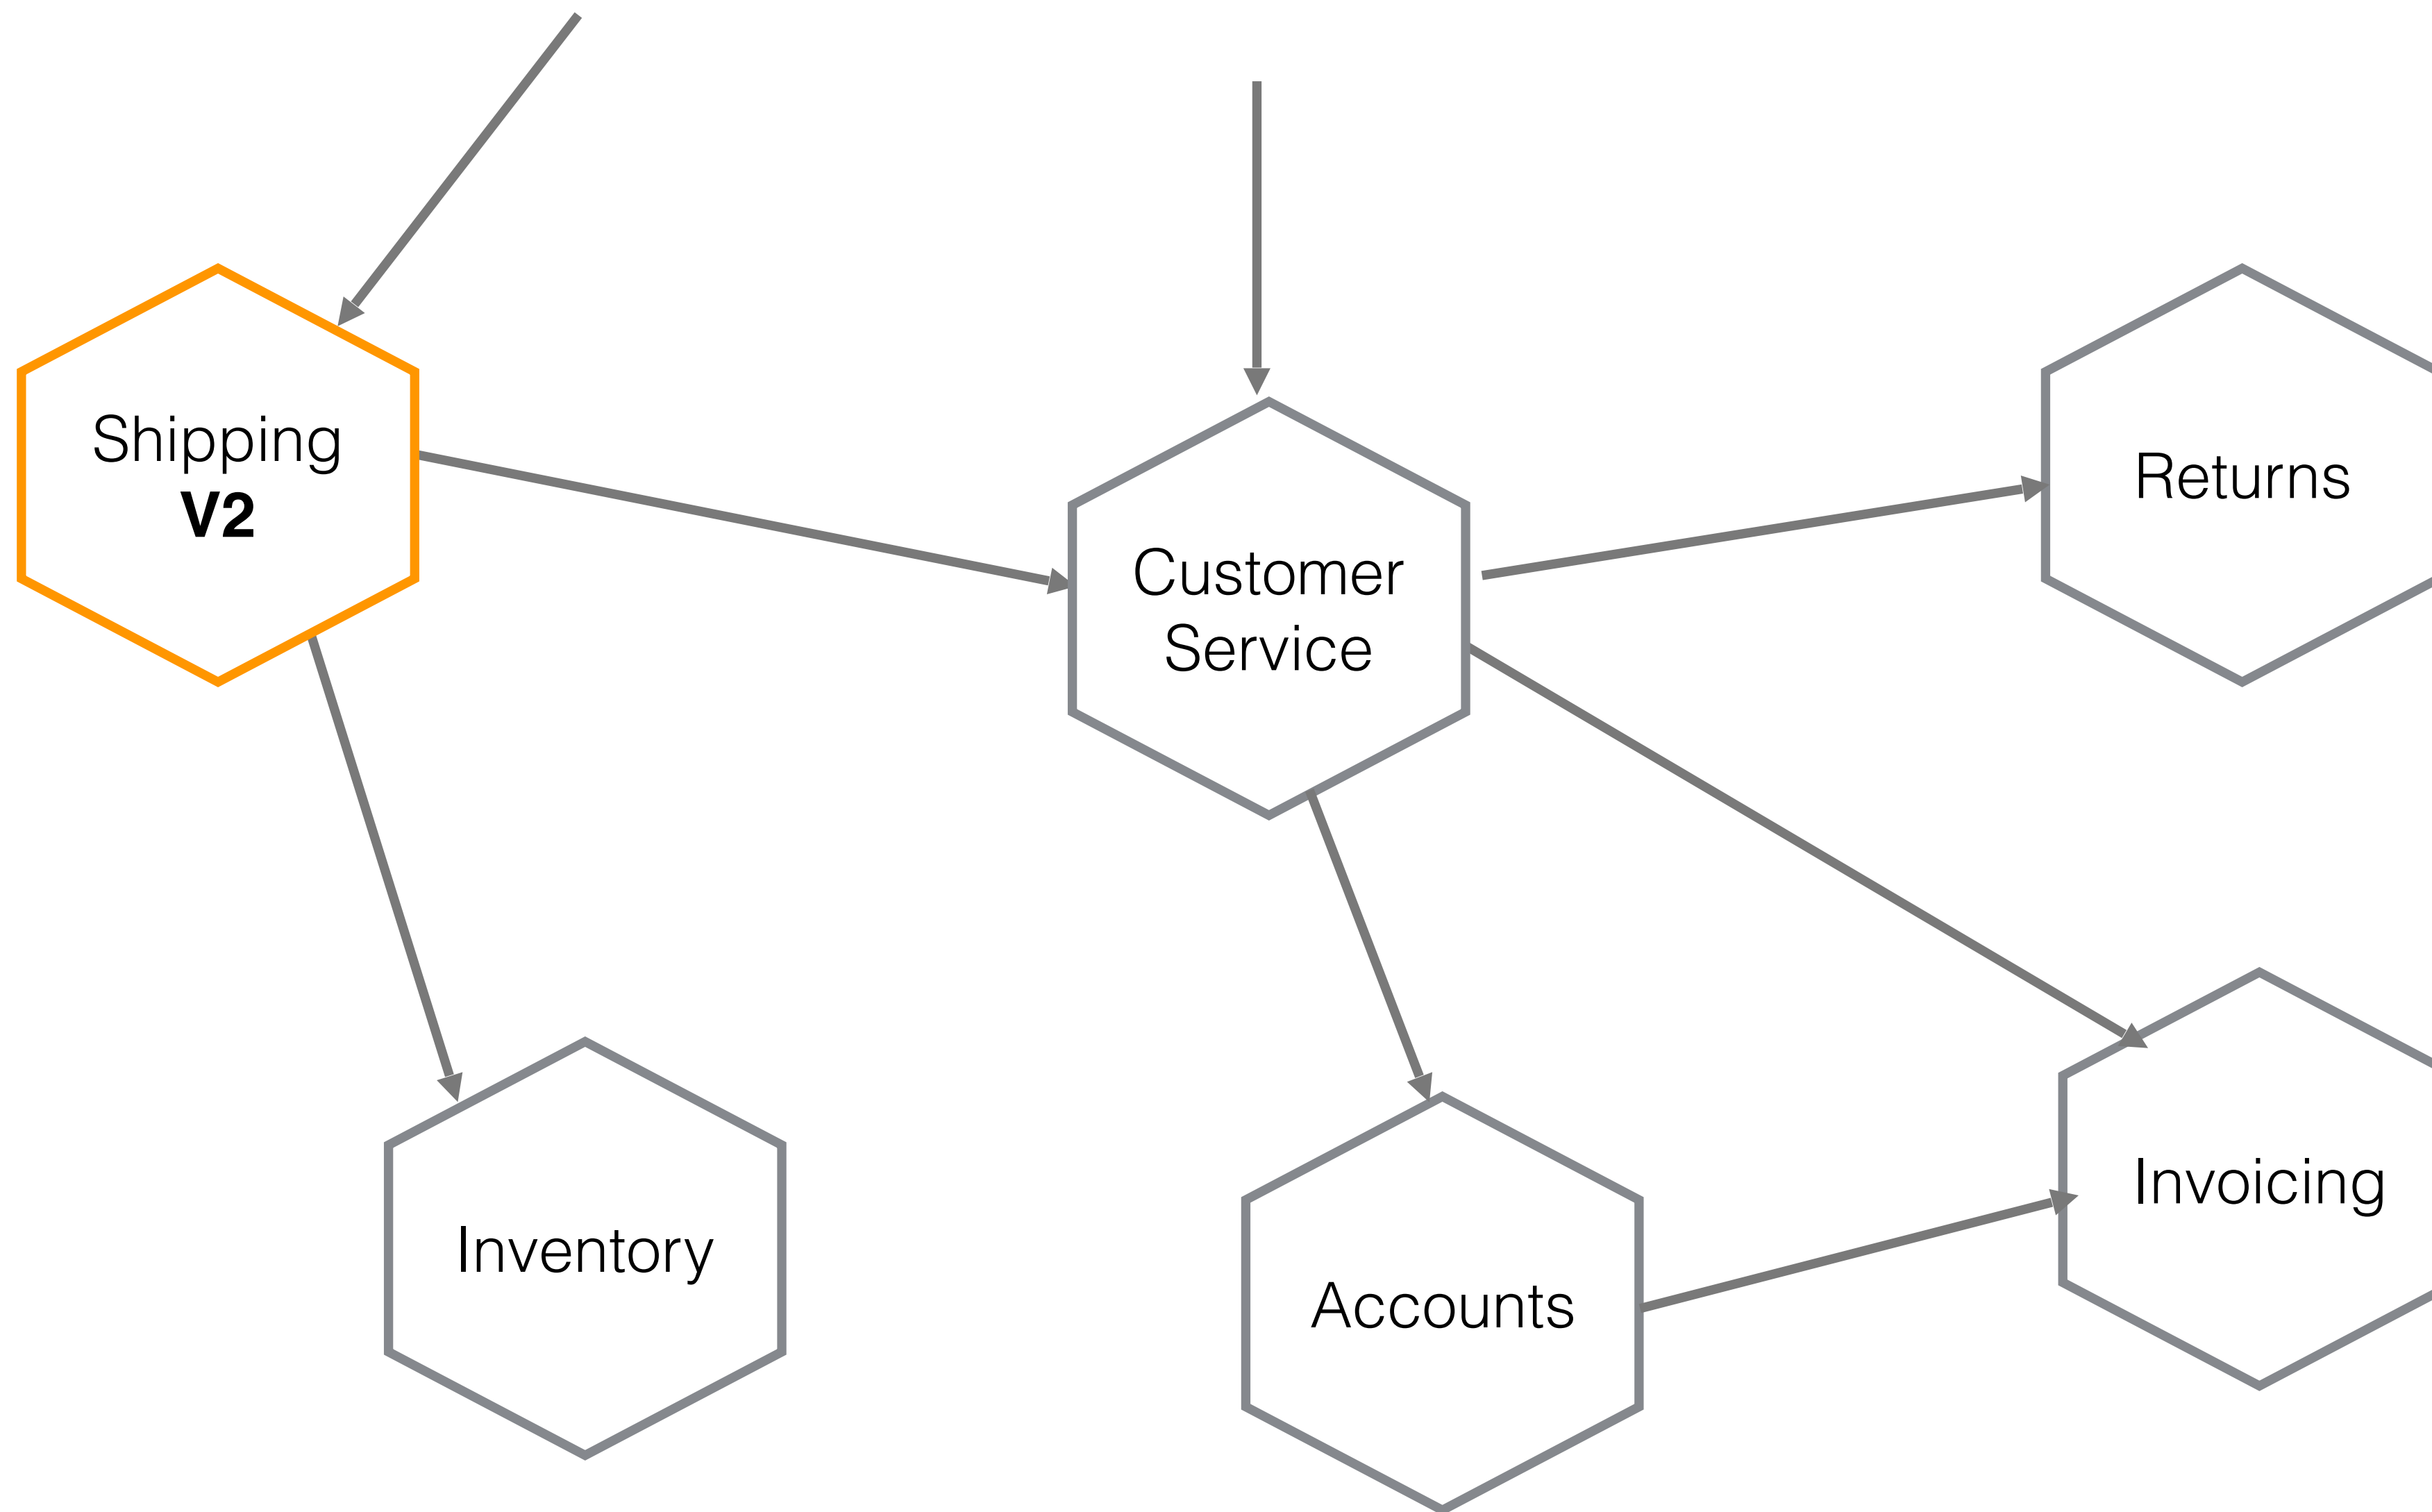 Shipping
V2
Customer
Service
Returns
Inventory
Accounts
Invoicing